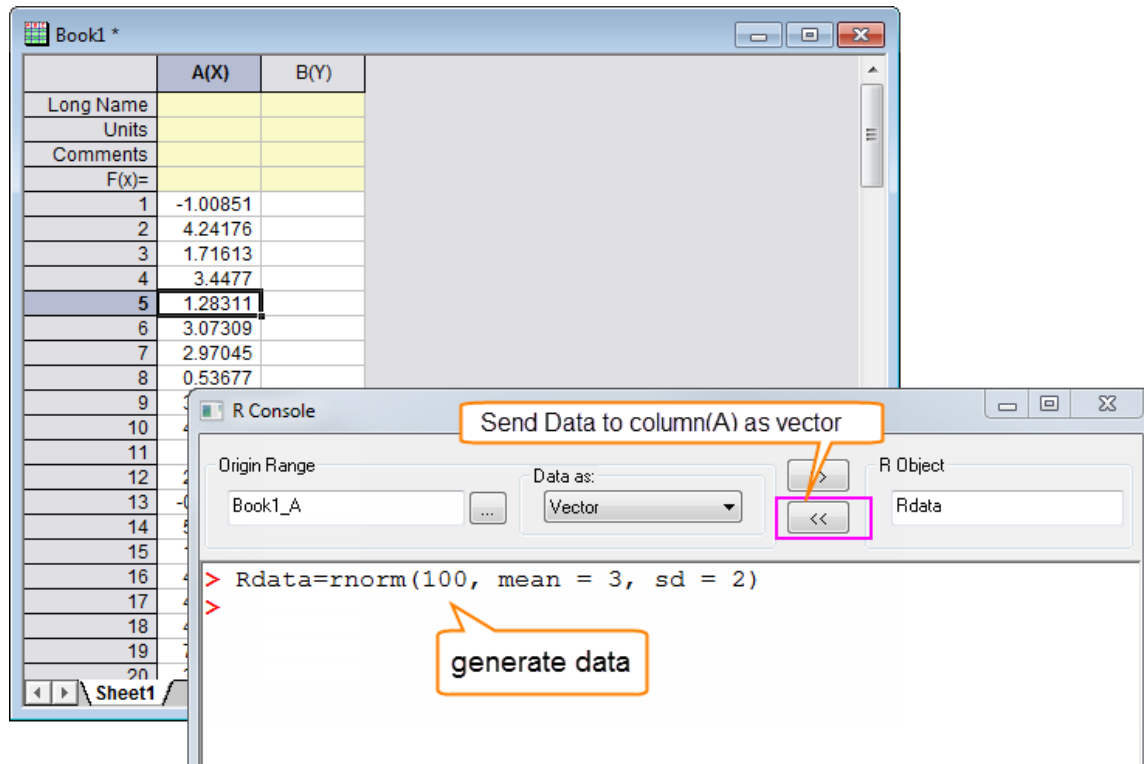 Book1 *
A(X) B(Y)
Long Name
Units
Comments
F(x)=
1 -1.00851
2 4.24176
3 1.71613
4 3.4477
5 1.28311
6 3.07309
7 2.97045
8 0.53677
9
10
11
12
13
14
15
16
17
18
19
20
Sheet1
R Console
Send Data to column(A) as vector
Origin Range
Data as:
R Object
Book1_A ... Vector << Rdata
> Rdata=rnorm(100, mean = 3, sd = 2)
>
generate data